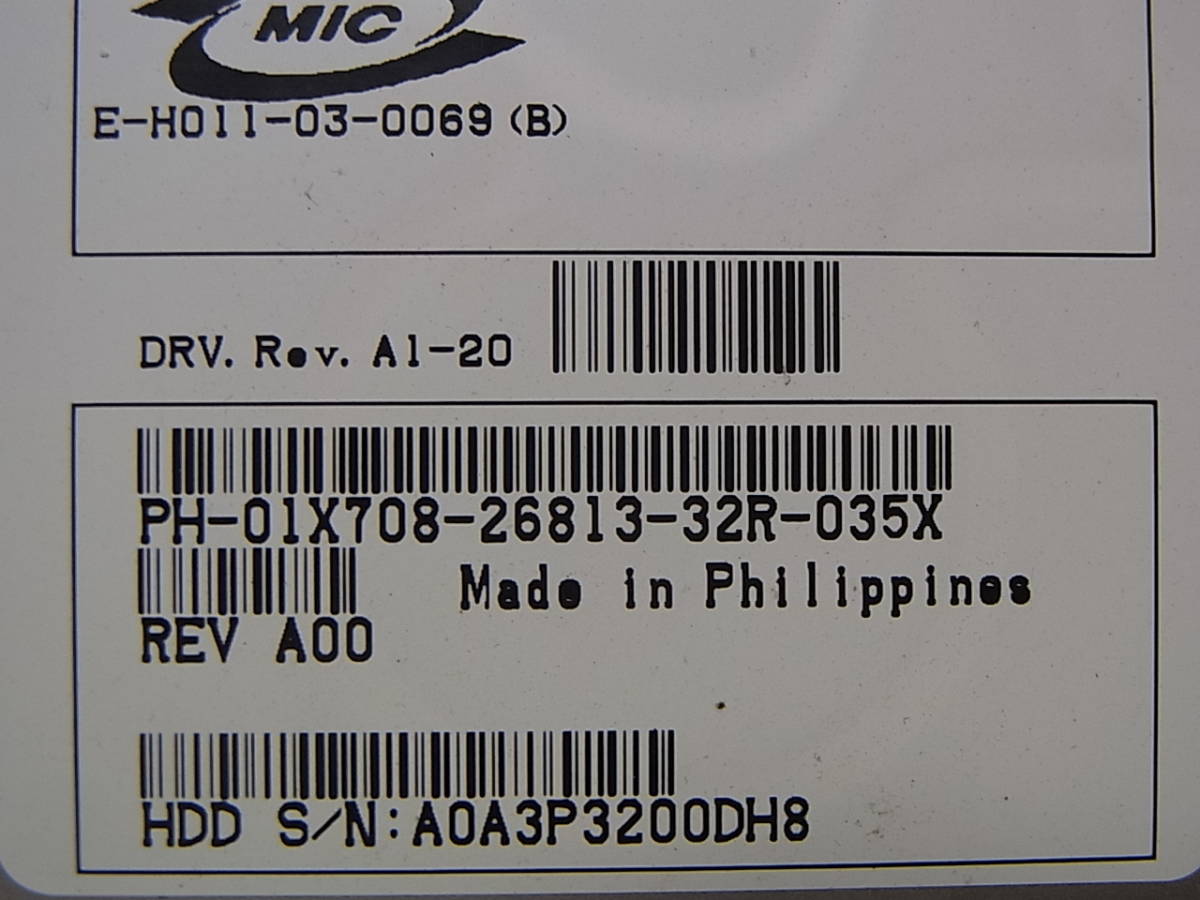 MIC
E-H011-03-0069 (B)
DRV. Rev. A1-20
PH-01X708-26813-32R-035X
Made in Philippines
REV A00
HDD S/N:A0A3P3200DH8